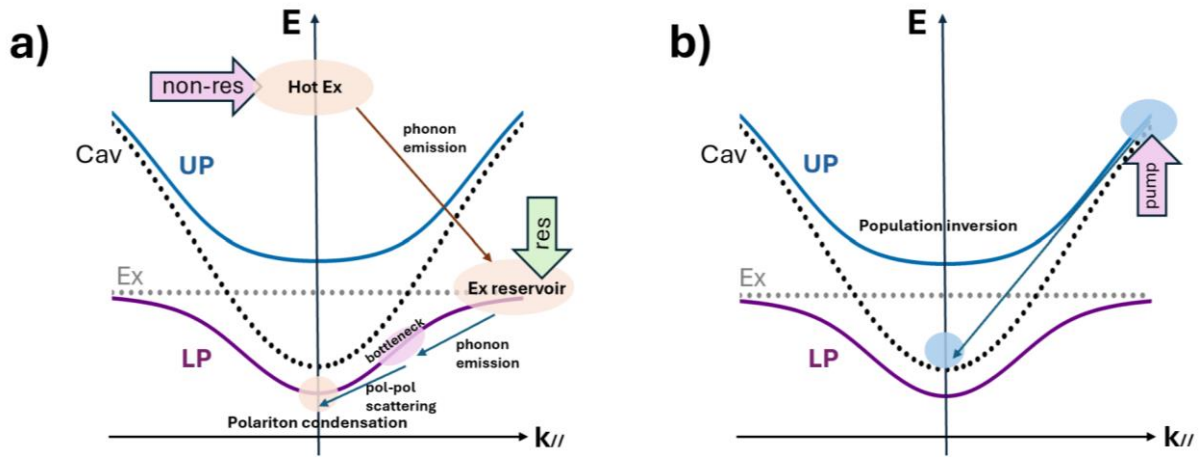 a)
E
non-res
Hot Ex
phonon
emission
Cav
UP
res
Ex
Ex reservoir
bottleneck
LP
phonon
emission
pol-pol
scattering
Polariton condensation
k//
b)
E
Cav
UP
pump
Population inversion
Ex
LP
k//